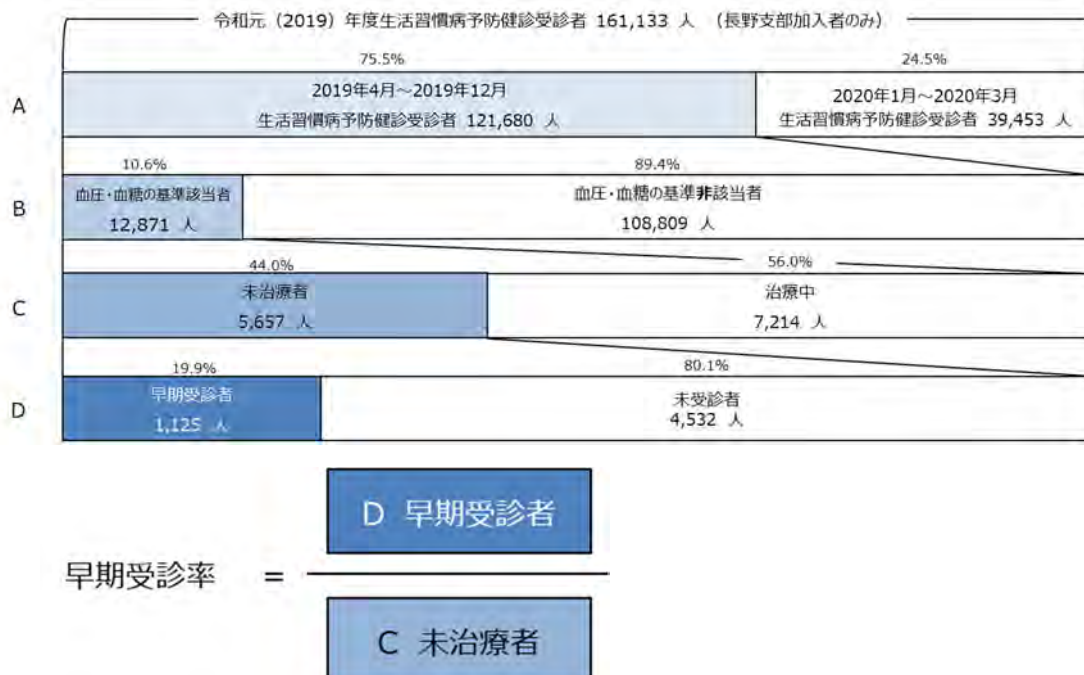 令和元（2019）年度生活習慣病予防健診受診者 161,133 人 （長野支部加入者のみ）
75.5%
24.5%
A
2019年4月～2019年12月
生活習慣病予防健診受診者 121,680 人
2020年1月～2020年3月
生活習慣病予防健診受診者 39,453 人
10.6%
89.4%
B
血圧・血糖の基準該当者
12,871 人
血圧・血糖の基準非該当者
108,809 人
44.0%
56.0%
C
未治療者
5,657 人
治療中
7,214 人
19.9%
80.1%
D
早期受診者
1,125 人
未受診者
4,532 人
D 早期受診者
早期受診率 =
C 未治療者